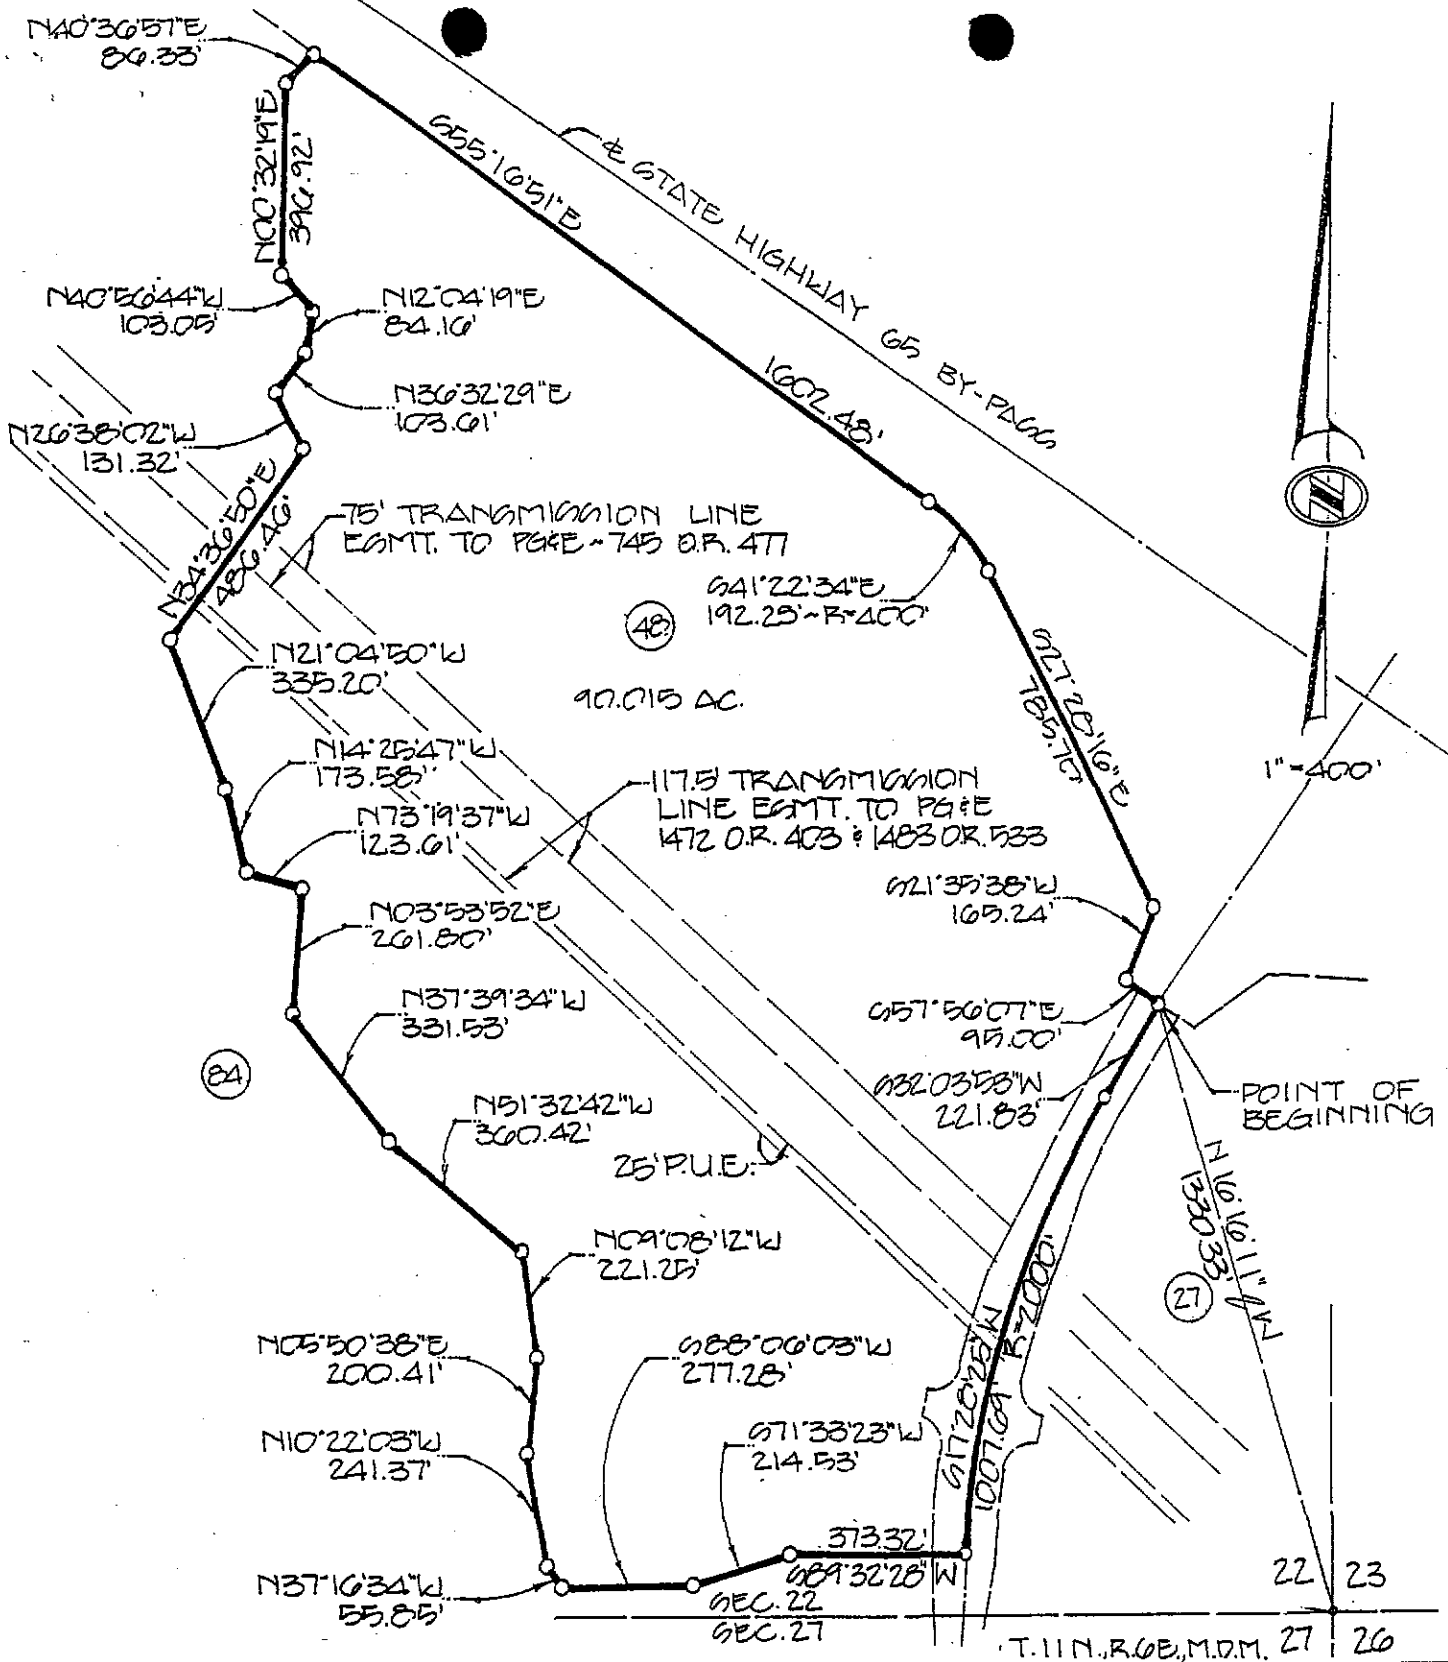 N40°36'57"E
86.33'
N00°32'19"E
396.92'
S55°16'51"E
1602.48'
℄ STATE HIGHWAY 65 BY-PASS
N40°56'44"W
103.05'
N12°04'19"E
84.16'
N36°32'29"E
103.61'
N26°38'02"W
131.32'
N34°36'50"E
486.46'
75' TRANSMISSION LINE
ESMT. TO PG&E ~ 745 O.R. 477
S41°22'34"E
192.25' ~ R=400'
48
90.015 AC.
N21°04'50"W
335.20'
S27°28'16"E
785.70'
N14°25'47"W
173.58'
1"=400'
117.5' TRANSMISSION
LINE ESMT. TO PG&E
1472 O.R. 403 & 1483 O.R. 533
N73°19'37"W
123.61'
S21°35'38"W
165.24'
N03°53'52"E
261.80'
N37°39'34"W
331.53'
S57°56'07"E
95.00'
84
S32°03'53"W
221.83'
POINT OF
BEGINNING
N51°32'42"W
360.42'
25' P.U.E.
N16°16'11"W
1330.33'
27
N09°08'12"W
221.25'
S17°28'25"W
1007.69' R=2000'
N05°50'38"E
200.41'
S88°06'03"W
277.28'
N10°22'03"W
241.37'
S71°33'23"W
214.53'
373.32'
S89°32'28"W
N37°16'34"W
55.85'
SEC. 22
SEC. 27
22 23
27 26
T.11N., R.6E., M.D.M.